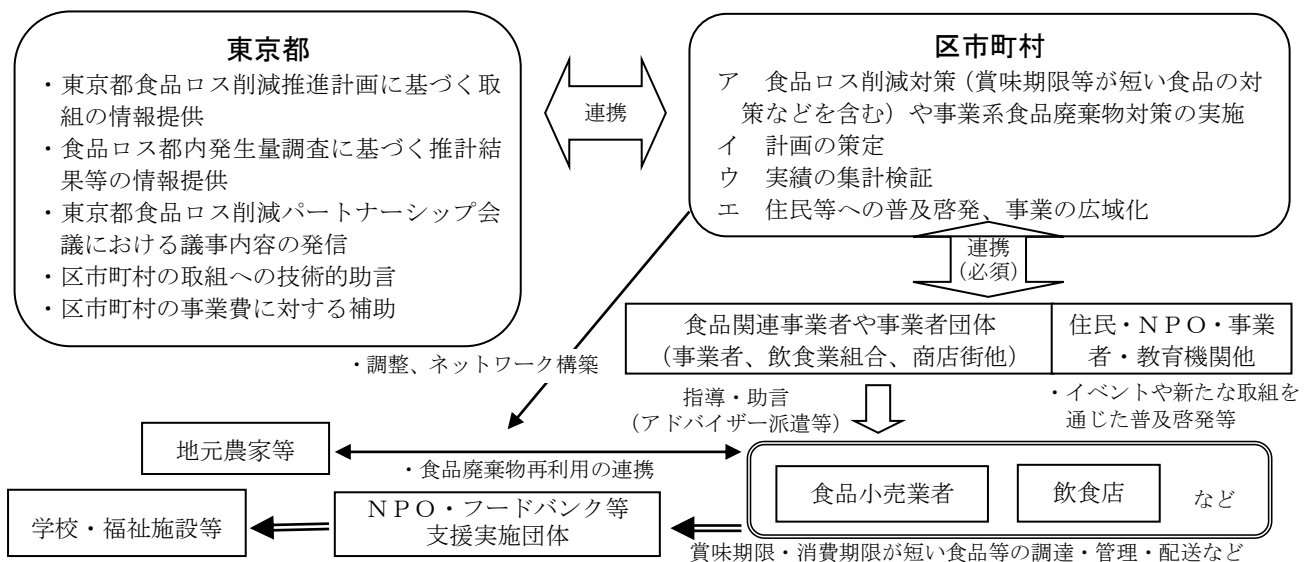 東京都
・東京都食品ロス削減推進計画に基づく取
組の情報提供
・食品ロス都内発生量調査に基づく推計結
果等の情報提供
・東京都食品ロス削減パートナーシップ会
議における議事内容の発信
・区市町村の取組への技術的助言
・区市町村の事業費に対する補助
連携
区市町村
ア　食品ロス削減対策（賞味期限等が短い食品の対
策などを含む）や事業系食品廃棄物対策の実施
イ　計画の策定
ウ　実績の集計検証
エ　住民等への普及啓発、事業の広域化
連携
（必須）
食品関連事業者や事業者団体
（事業者、飲食業組合、商店街他）
住民・ＮＰＯ・事業
者・教育機関他
・調整、ネットワーク構築
指導・助言
（アドバイザー派遣等）
・イベントや新たな取組を
通じた普及啓発等
地元農家等
・食品廃棄物再利用の連携
食品小売業者
飲食店
など
学校・福祉施設等
ＮＰＯ・フードバンク等
支援実施団体
賞味期限・消費期限が短い食品等の調達・管理・配送など